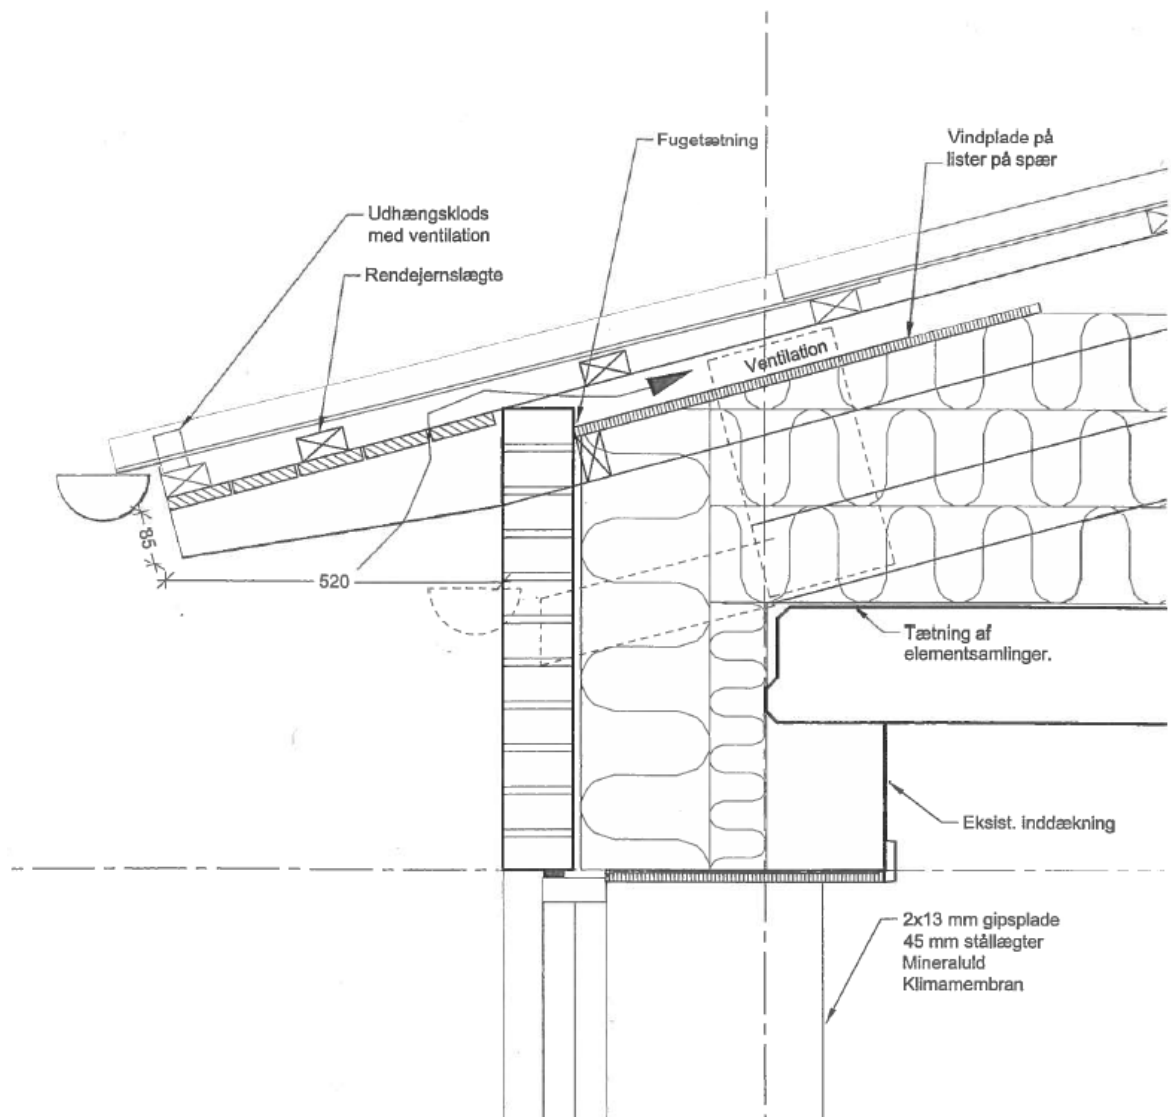 Fugetætning
Vindplade på
lister på spær
Udhængsklods
med ventilation
Rendejernslægte
Ventilation
85
520
Tætning af
elementsamlinger.
Eksist. inddækning
2x13 mm gipsplade
45 mm stållægter
Mineraluld
Klimamembran